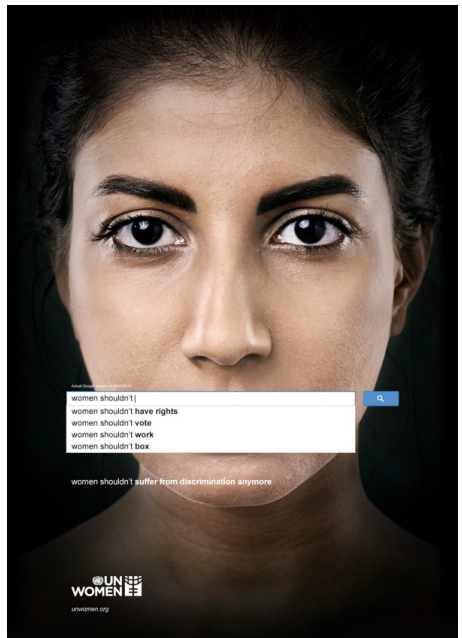 women shouldn't
women shouldn't have rights
women shouldn't vote
women shouldn't work
women shouldn't box
women shouldn't suffer from discrimination anymore
UN
WOMEN
unwomen.org